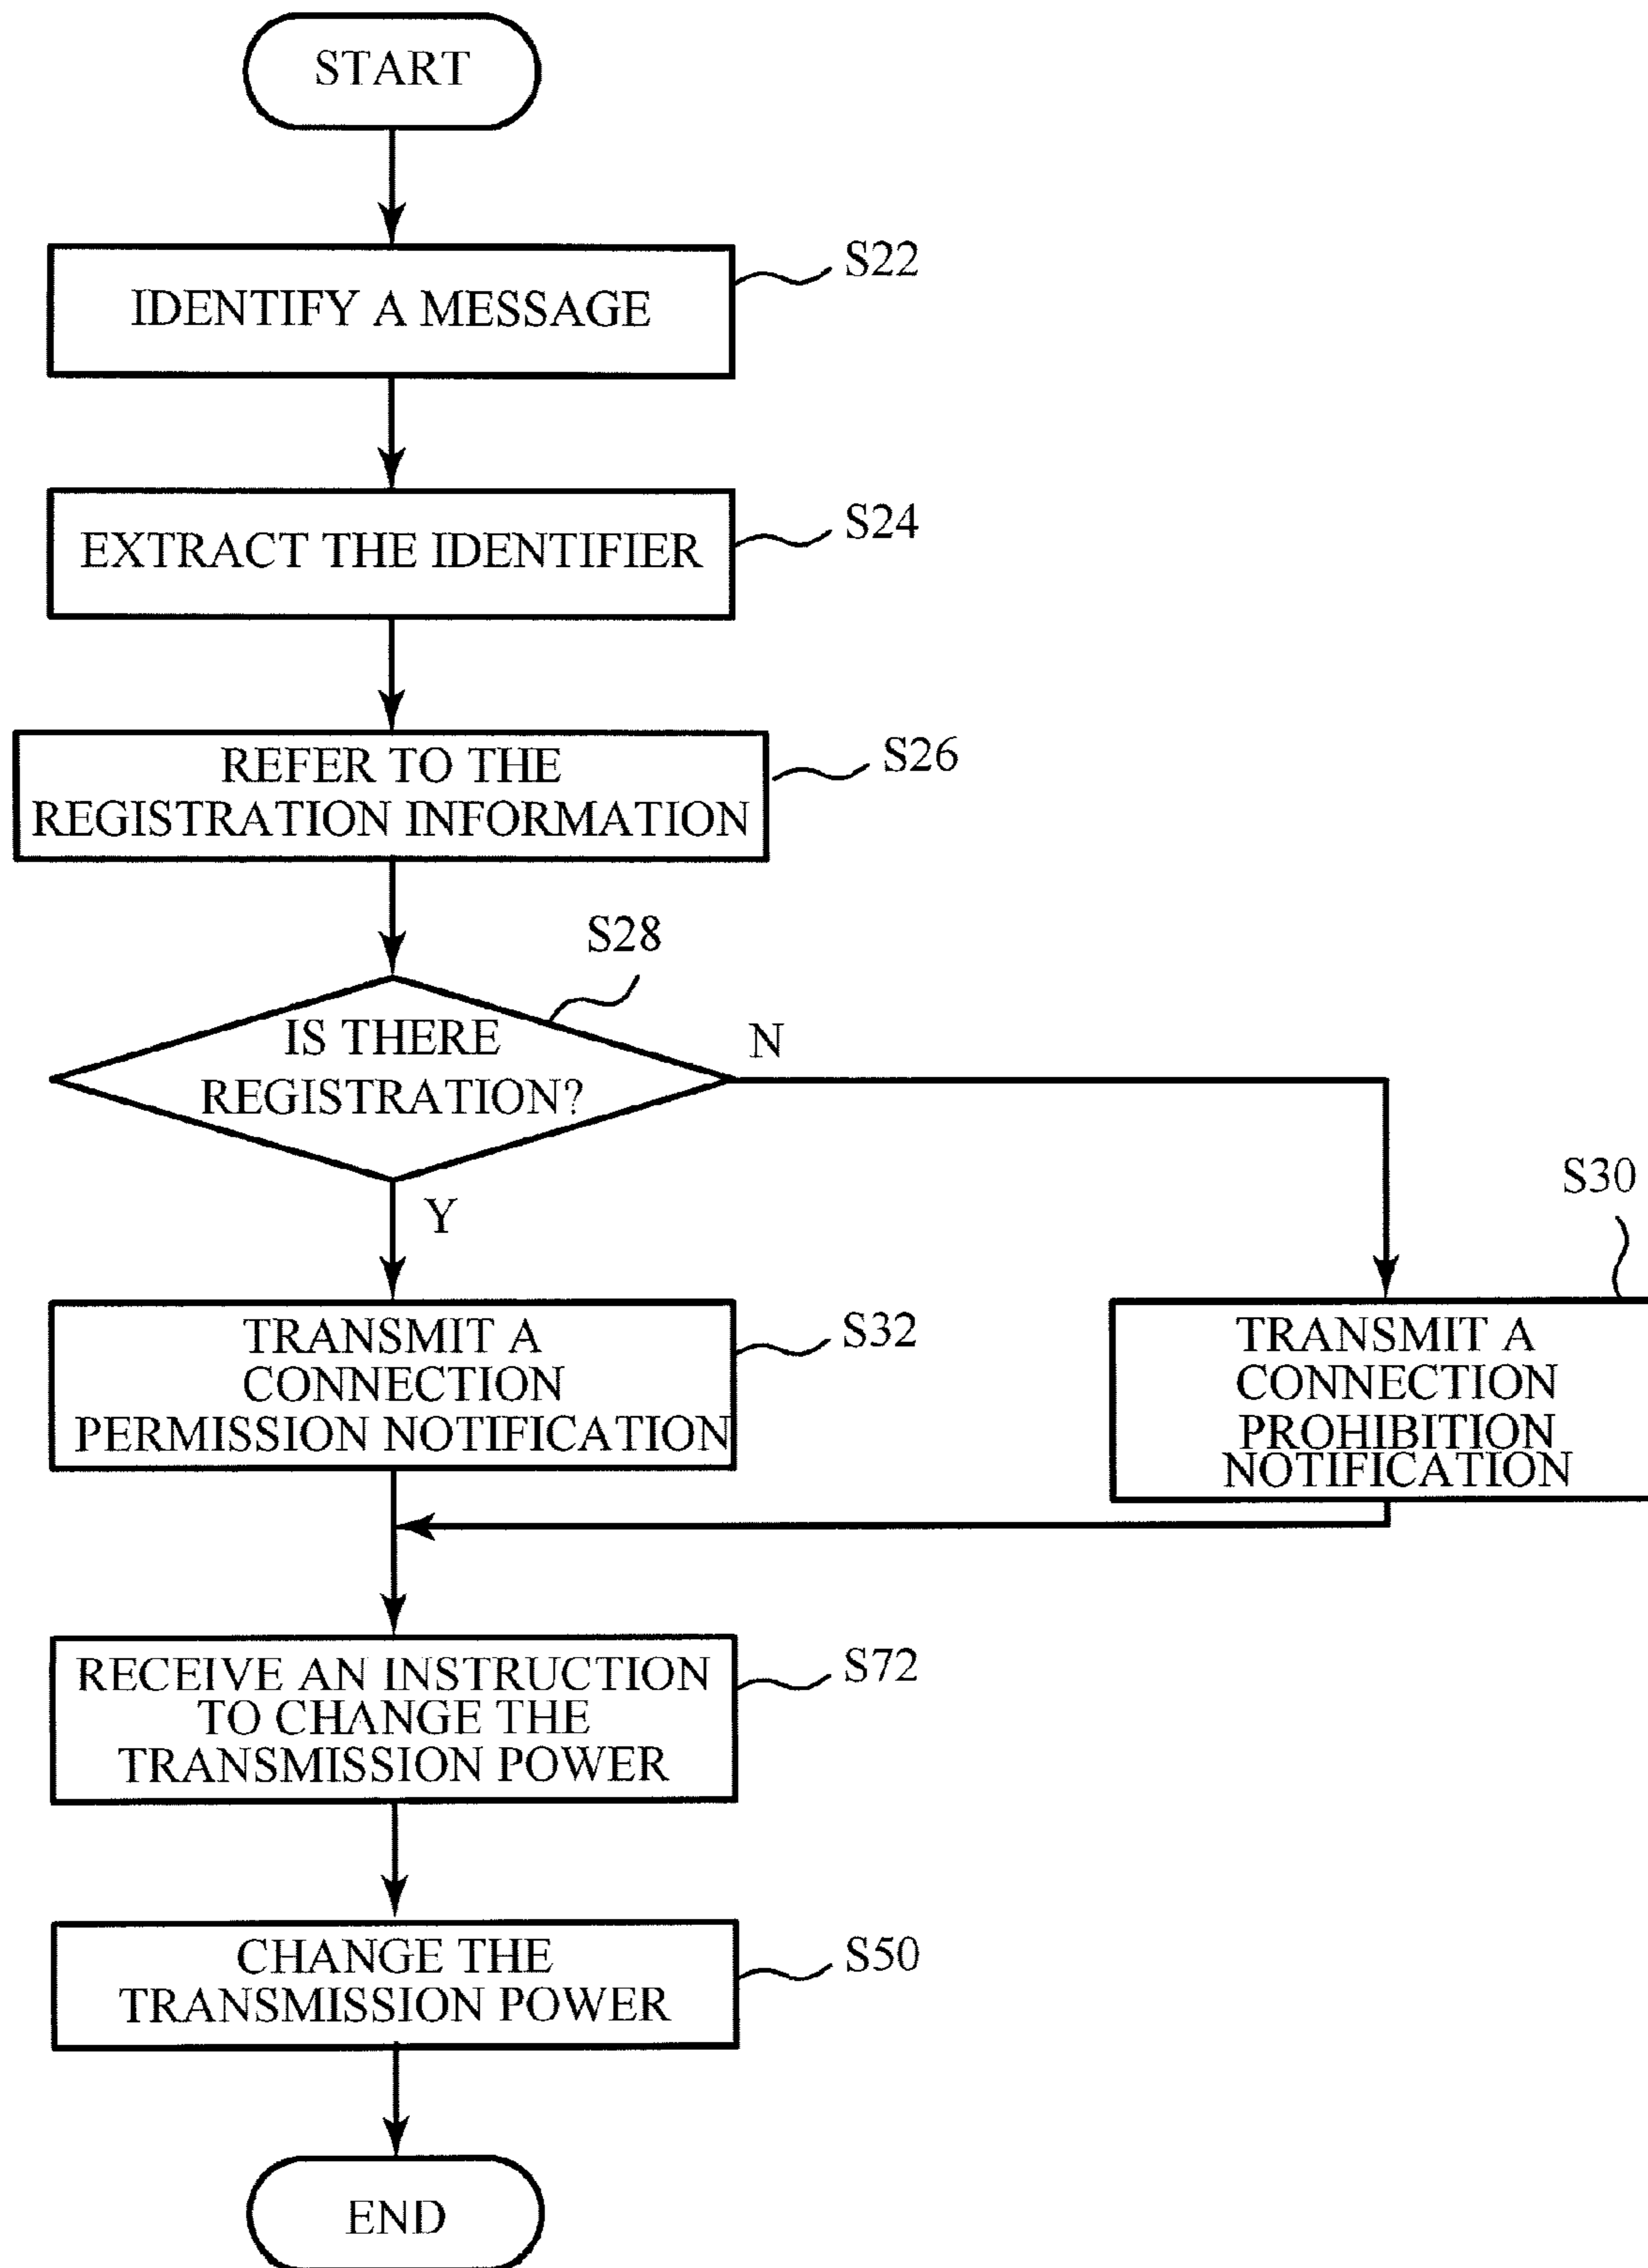 START
IDENTIFY A MESSAGE
S22
EXTRACT THE IDENTIFIER
S24
REFER TO THE
REGISTRATION INFORMATION
S26
S28
IS THERE
REGISTRATION?
N
Y
S30
TRANSMIT A
CONNECTION
PERMISSION NOTIFICATION
S32
TRANSMIT A
CONNECTION
PROHIBITION
NOTIFICATION
RECEIVE AN INSTRUCTION
TO CHANGE THE
TRANSMISSION POWER
S72
CHANGE THE
TRANSMISSION POWER
S50
END